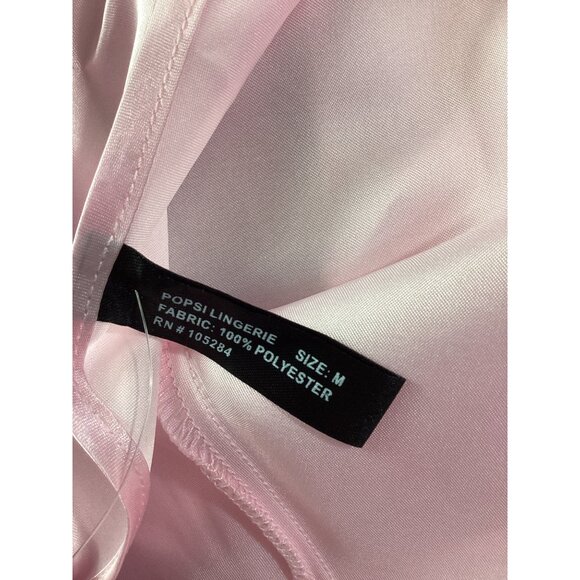 POPSI LINGERIE
SIZE: M
FABRIC: 100% POLYESTER
RN # 105284